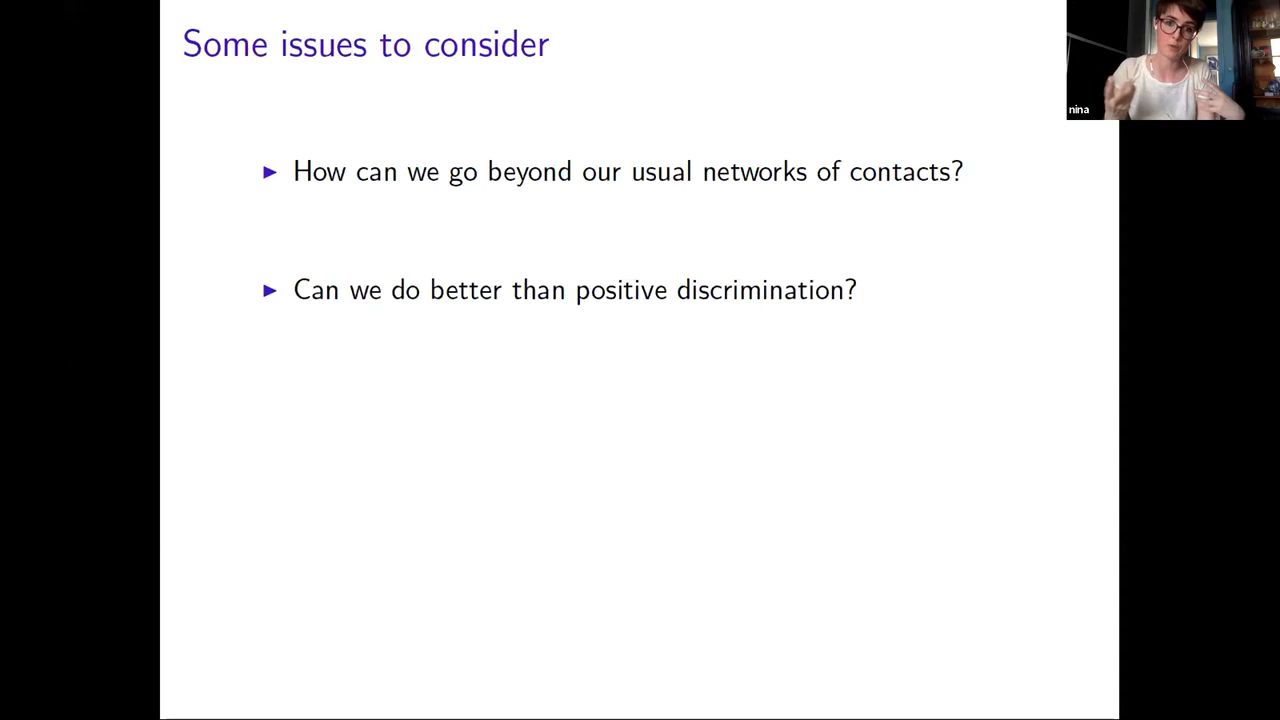 Some issues to consider
nina
▶ How can we go beyond our usual networks of contacts?
▶ Can we do better than positive discrimination?